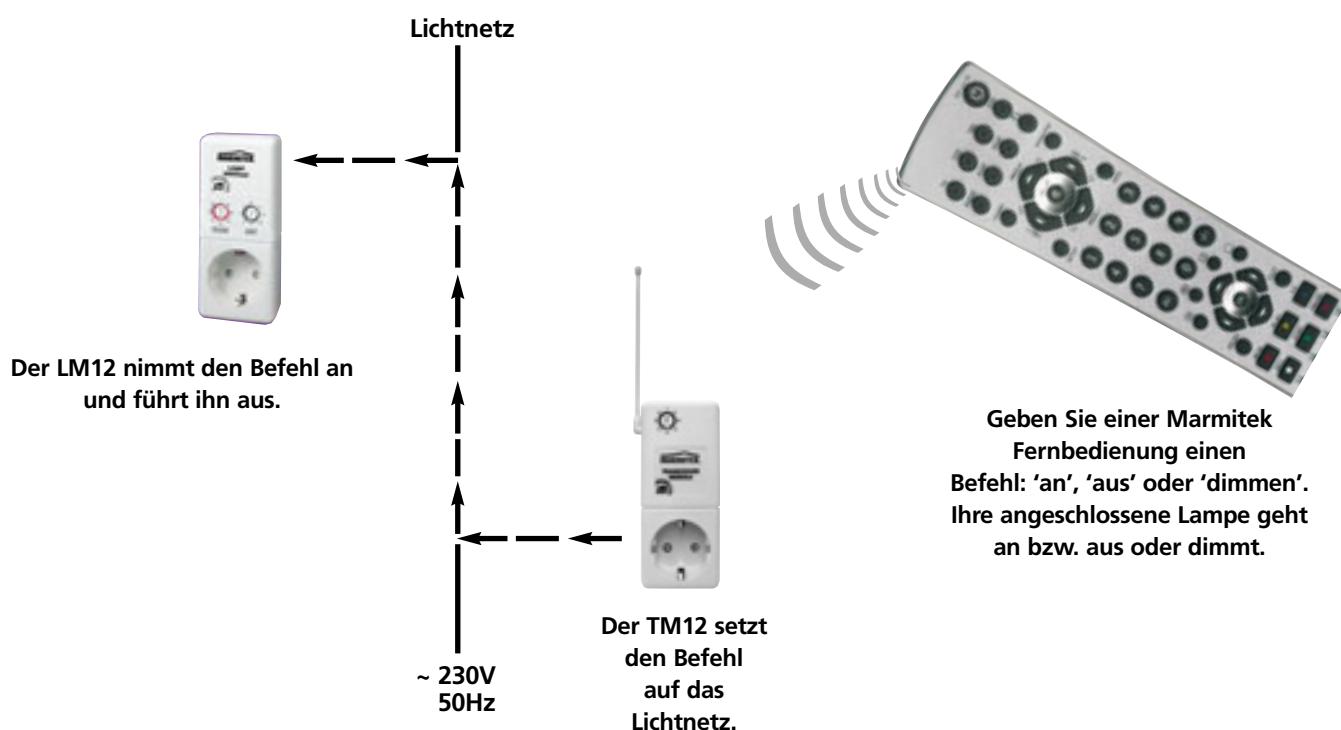 Lichtnetz
Der LM12 nimmt den Befehl an
und führt ihn aus.
Geben Sie einer Marmitek
Fernbedienung einen
Befehl: ‘an’, ‘aus’ oder ‘dimmen’.
Ihre angeschlossene Lampe geht
an bzw. aus oder dimmt.
Der TM12 setzt
den Befehl
auf das
Lichtnetz.
~ 230V
50Hz